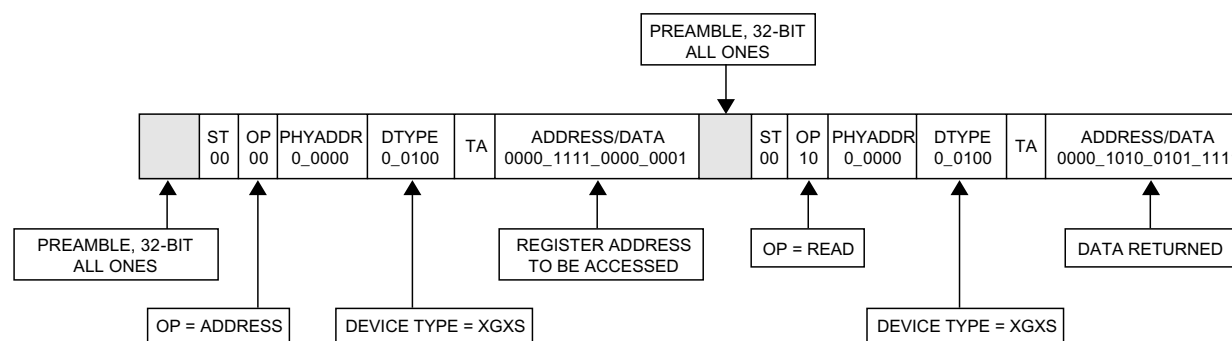 PREAMBLE, 32-BIT
ALL ONES
ST
00
OP
00
PHYADDR
0_0000
DTYPE
0_0100
TA
ADDRESS/DATA
0000_1111_0000_0001
ST
00
OP
10
PHYADDR
0_0000
DTYPE
0_0100
TA
ADDRESS/DATA
0000_1010_0101_111
PREAMBLE, 32-BIT
ALL ONES
REGISTER ADDRESS
TO BE ACCESSED
OP = READ
DATA RETURNED
OP = ADDRESS
DEVICE TYPE = XGXS
DEVICE TYPE = XGXS